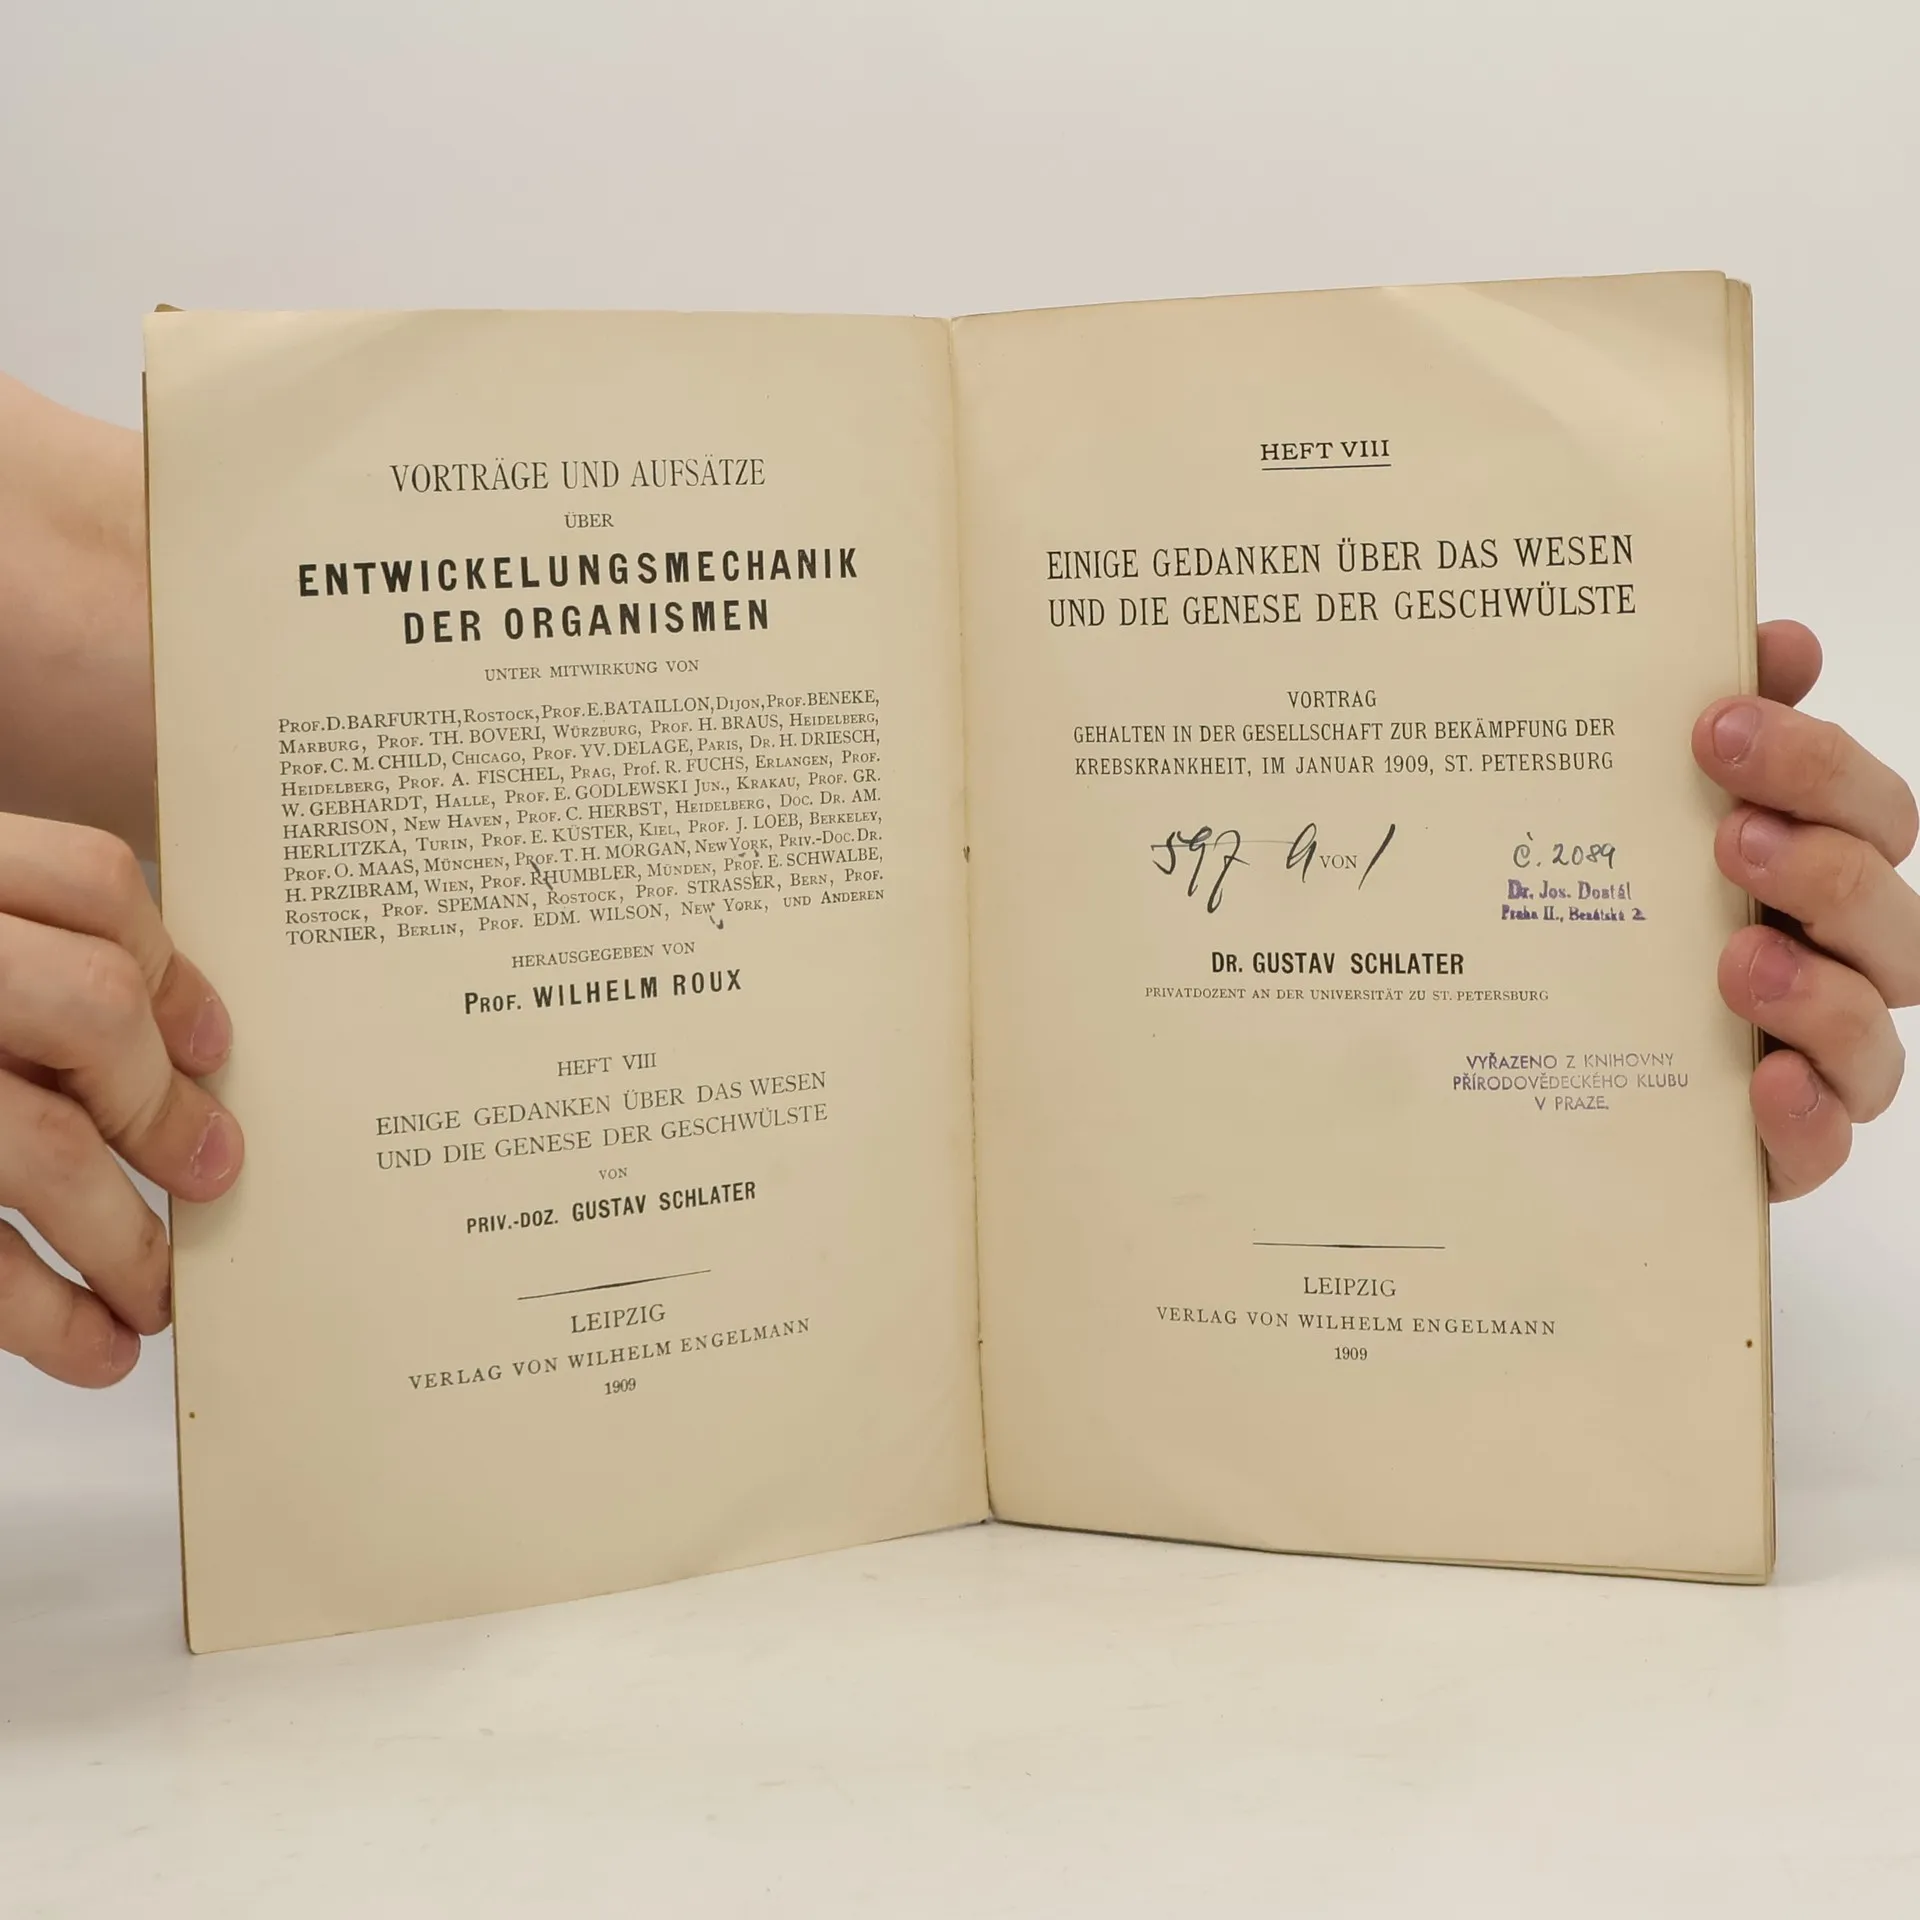 VORTRÄGE UND AUFSÄTZE
ÜBER
ENTWICKELUNGSMECHANIK
DER ORGANISMEN
UNTER MITWIRKUNG VON
PROF. D. BARFURTH, ROSTOCK, PROF. E. BATAILLON, DIJON, PROF. BENEKE,
MARBURG, PROF. TH. BOVERI, WÜRZBURG, PROF. H. BRAUS, HEIDELBERG,
PROF. C. M. CHILD, CHICAGO, PROF. YV. DELAGE, PARIS, DR. H. DRIESCH,
HEIDELBERG, PROF. A. FISCHEL, PRAG, Prof. R. FUCHS, ERLANGEN, PROF.
W. GEBHARDT, HALLE, PROF. E. GODLEWSKI JUN., KRAKAU, PROF. GR.
HARRISON, NEW HAVEN, PROF. C. HERBST, HEIDELBERG, DOC. DR. AM.
HERLITZKA, TURIN, PROF. E. KÜSTER, KIEL, PROF. J. LOEB, BERKELEY,
PROF. O. MAAS, MÜNCHEN, PROF. T. H. MORGAN, NEW YORK, PRIV.-DOC. DR.
H. PRZIBRAM, WIEN, PROF. RHUMBLER, MÜNDEN, PROF. E. SCHWALBE,
ROSTOCK, PROF. SPEMANN, ROSTOCK, PROF. STRASSER, BERN, PROF.
TORNIER, BERLIN, PROF. EDM. WILSON, NEW YORK, UND ANDEREN
HERAUSGEGEBEN VON
PROF. WILHELM ROUX
HEFT VIII
EINIGE GEDANKEN ÜBER DAS WESEN
UND DIE GENESE DER GESCHWÜLSTE
VON
PRIV.-DOZ. GUSTAV SCHLATER
LEIPZIG
VERLAG VON WILHELM ENGELMANN
1909
HEFT VIII
EINIGE GEDANKEN ÜBER DAS WESEN
UND DIE GENESE DER GESCHWÜLSTE
VORTRAG
GEHALTEN IN DER GESELLSCHAFT ZUR BEKÄMPFUNG DER
KREBSKRANKHEIT, IM JANUAR 1909, ST. PETERSBURG
597
VON
Č. 2089
Dr. Jos. Dostál
Praha II., Benátská 2.
DR. GUSTAV SCHLATER
PRIVATDOZENT AN DER UNIVERSITÄT ZU ST. PETERSBURG
VYŘAZENO Z KNIHOVNY
PŘÍRODOVĚDECKÉHO KLUBU
V PRAZE.
LEIPZIG
VERLAG VON WILHELM ENGELMANN
1909